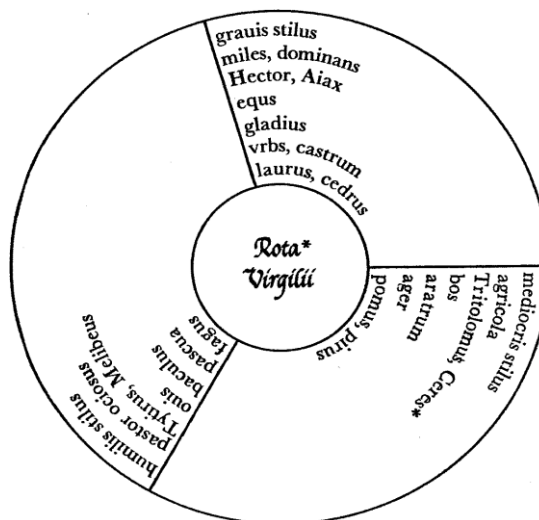 grauis stilus
miles, dominans
Hector, Aiax
equs
gladius
vrbs, castrum
laurus, cedrus
Rota*
Virgilii
mediocris stilus
agricola
Tritolomus, Ceres*
bos
aratrum
ager
pomus, pirus
humilis stilus
pastor ociosus
Tytirus, Melibeus
ouis
baculus
pascua
fagus